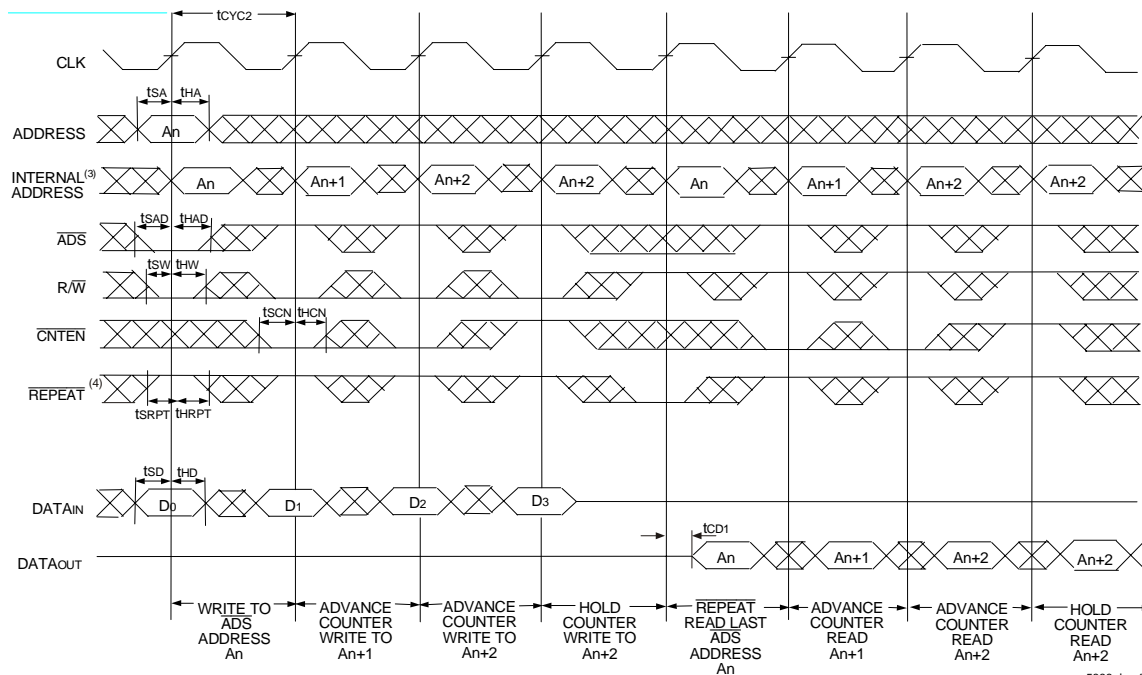 tCYC2
CLK
tSA tHA
ADDRESS An
INTERNAL(3) ADDRESS An An+1 An+2 An+2 An An+1 An+2 An+2
tSAD tHAD
ADS
tSW tHW
R/W
tSCN tHCN
CNTEN
REPEAT (4)
tSRPT tHRPT
tSD tHD
DATAIN D0 D1 D2 D3
tCD1
DATAOUT An An+1 An+2 An+2
WRITE TO ADS ADDRESS An
ADVANCE COUNTER WRITE TO An+1
ADVANCE COUNTER WRITE TO An+2
HOLD COUNTER WRITE TO An+2
REPEAT READ LAST ADS ADDRESS An
ADVANCE COUNTER READ An+1
ADVANCE COUNTER READ An+2
HOLD COUNTER READ An+2